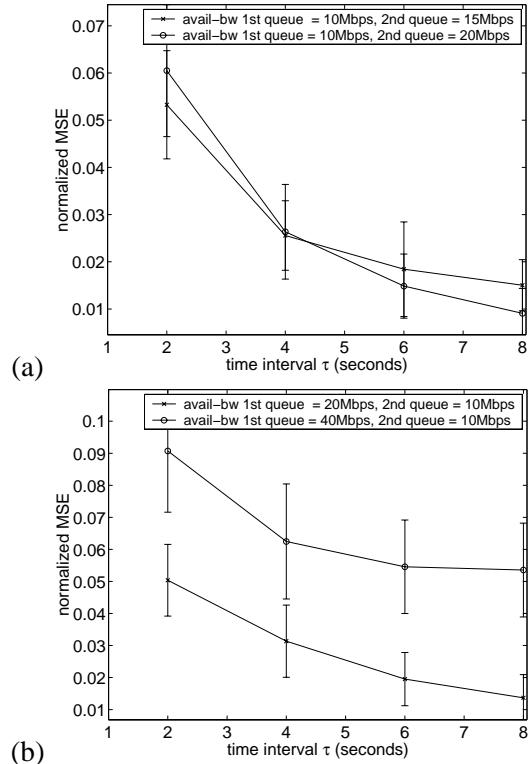 avail-bw 1st queue = 10Mbps, 2nd queue = 15Mbps
avail-bw 1st queue = 10Mbps, 2nd queue = 20Mbps
0.07
0.06
0.05
0.04
0.03
0.02
0.01
normalized MSE
1 2 3 4 5 6 7 8
time interval τ (seconds)
(a)
avail-bw 1st queue = 20Mbps, 2nd queue = 10Mbps
avail-bw 1st queue = 40Mbps, 2nd queue = 10Mbps
0.1
0.09
0.08
0.07
0.06
0.05
0.04
0.03
0.02
0.01
normalized MSE
1 2 3 4 5 6 7 8
time interval τ (seconds)
(b)